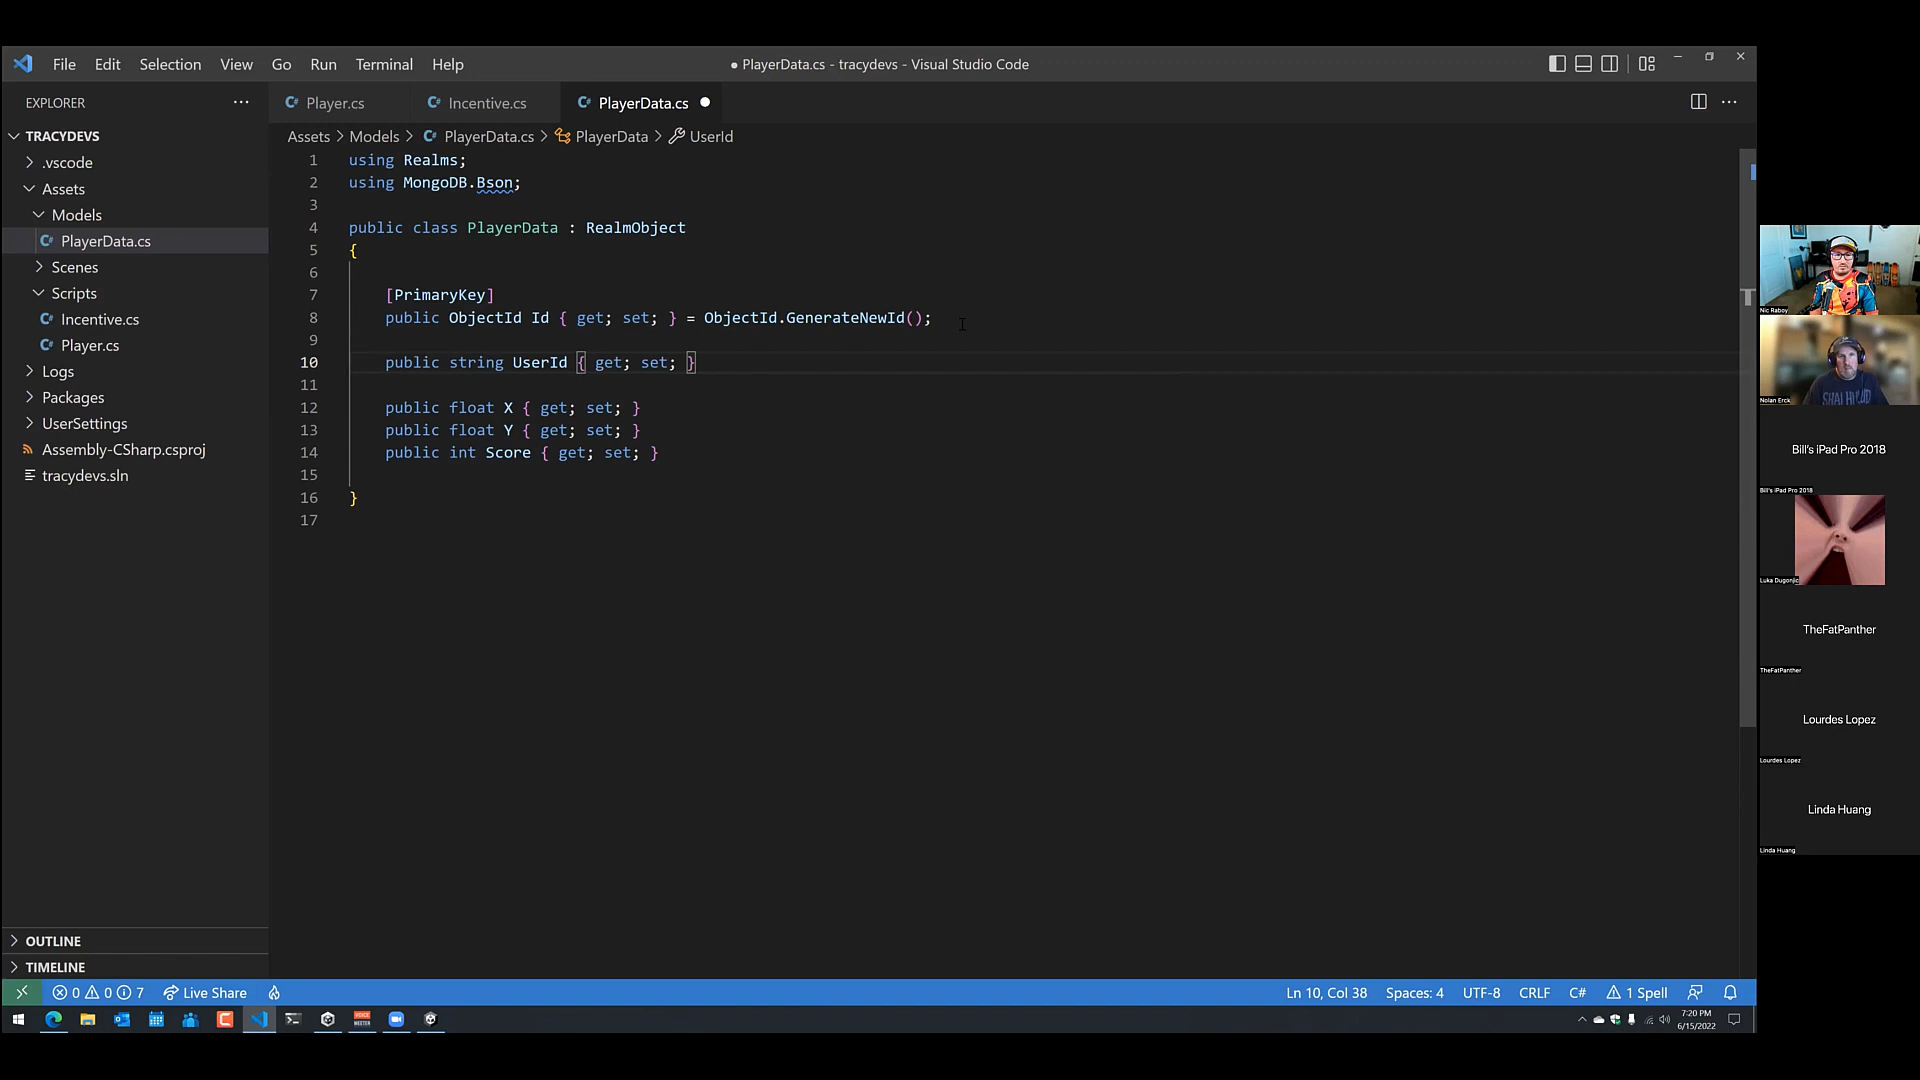 File Edit Selection View Go Run Terminal Help
● PlayerData.cs - tracydevs - Visual Studio Code
EXPLORER
Player.cs
Incentive.cs
PlayerData.cs
TRACYDEVS
.vscode
Assets
Models
PlayerData.cs
Scenes
Scripts
Incentive.cs
Player.cs
Logs
Packages
UserSettings
Assembly-CSharp.csproj
tracydevs.sln
OUTLINE
TIMELINE
Assets > Models > PlayerData.cs > PlayerData > UserId
1 using Realms;
2 using MongoDB.Bson;
3
4 public class PlayerData : RealmObject
5 {
6
7 [PrimaryKey]
8 public ObjectId Id { get; set; } = ObjectId.GenerateNewId();
9
10 public string UserId { get; set; }
11
12 public float X { get; set; }
13 public float Y { get; set; }
14 public int Score { get; set; }
15
16 }
17
0 0 7 Live Share
Ln 10, Col 38 Spaces: 4 UTF-8 CRLF C# 1 Spell
7:20 PM
6/15/2022
Nic Raboy
Nolan Erck
Bill's iPad Pro 2018
Bill's iPad Pro 2018
Luka Dugonjic
TheFatPanther
TheFatPanther
Lourdes Lopez
Lourdes Lopez
Linda Huang
Linda Huang